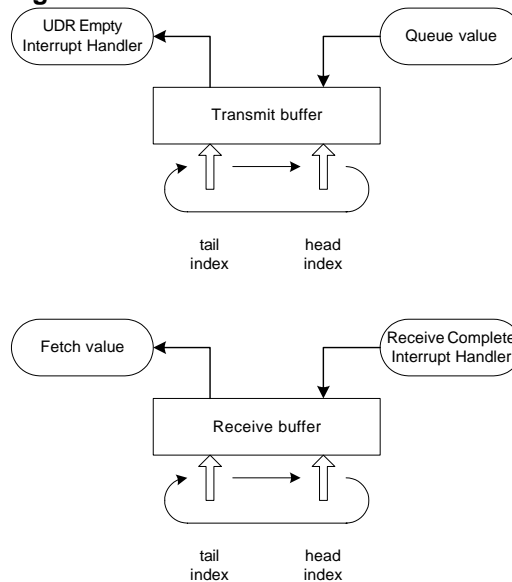 UDR Empty
Interrupt Handler
Queue value
Transmit buffer
tail
index
head
index
Fetch value
Receive Complete
Interrupt Handler
Receive buffer
tail
index
head
index